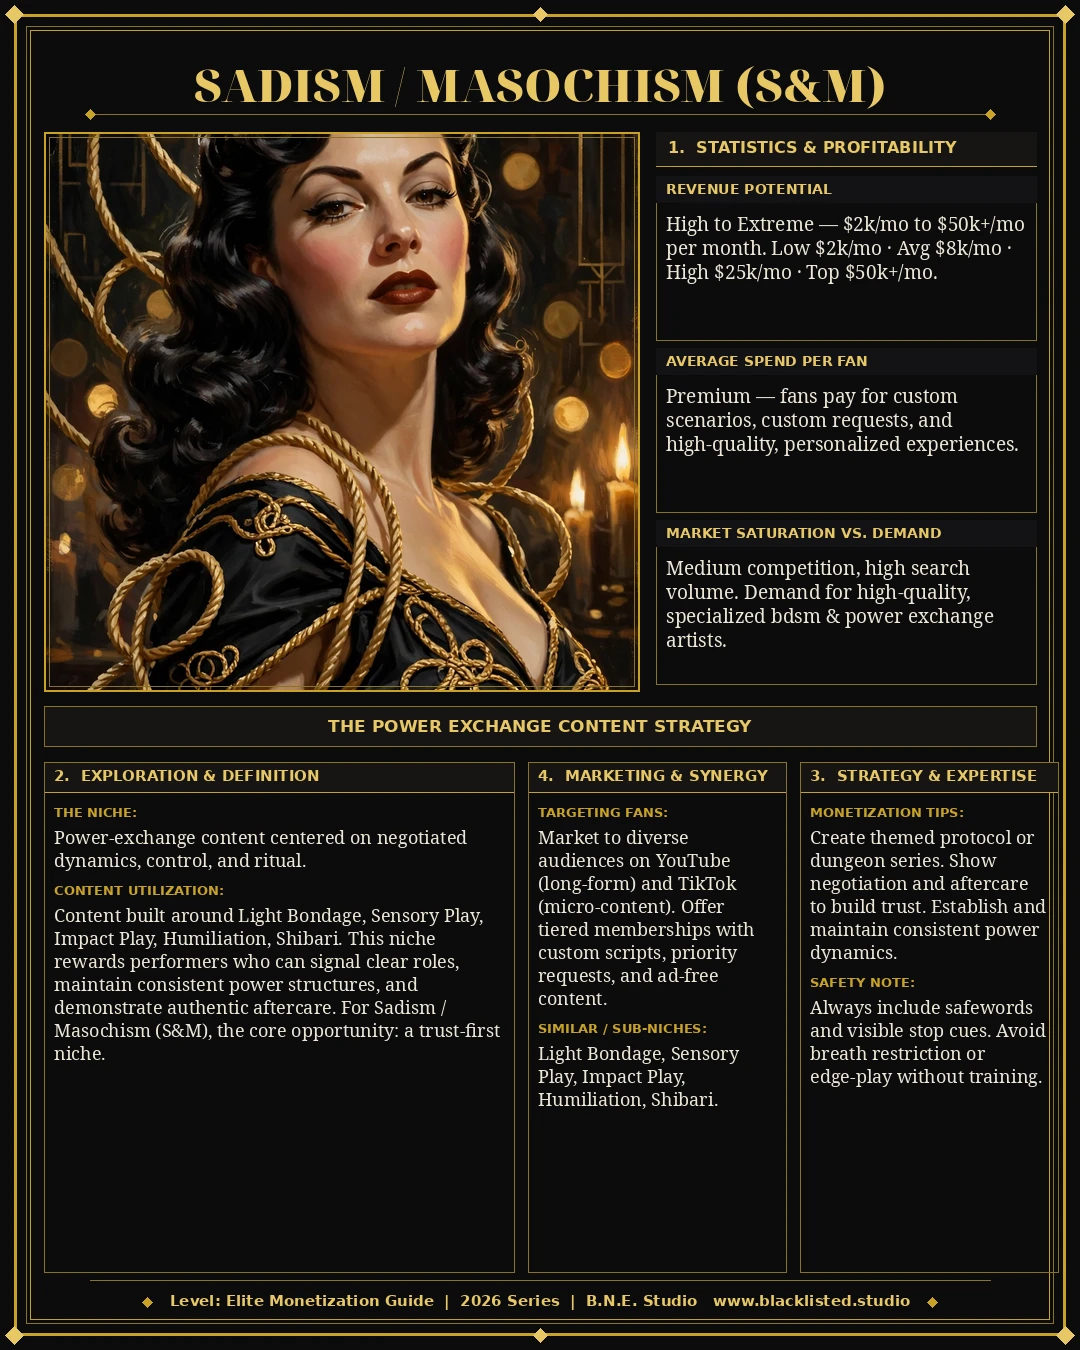 SADISM / MASOCHISM (S&M)
1. STATISTICS & PROFITABILITY
REVENUE POTENTIAL
High to Extreme — $2k/mo to $50k+/mo
per month. Low $2k/mo · Avg $8k/mo ·
High $25k/mo · Top $50k+/mo.
AVERAGE SPEND PER FAN
Premium — fans pay for custom
scenarios, custom requests, and
high-quality, personalized experiences.
MARKET SATURATION VS. DEMAND
Medium competition, high search
volume. Demand for high-quality,
specialized bdsm & power exchange
artists.
THE POWER EXCHANGE CONTENT STRATEGY
2. EXPLORATION & DEFINITION
THE NICHE:
Power-exchange content centered on negotiated
dynamics, control, and ritual.
CONTENT UTILIZATION:
Content built around Light Bondage, Sensory Play,
Impact Play, Humiliation, Shibari. This niche
rewards performers who can signal clear roles,
maintain consistent power structures, and
demonstrate authentic aftercare. For Sadism /
Masochism (S&M), the core opportunity: a trust-first
niche.
4. MARKETING & SYNERGY
TARGETING FANS:
Market to diverse
audiences on YouTube
(long-form) and TikTok
(micro-content). Offer
tiered memberships with
custom scripts, priority
requests, and ad-free
content.
SIMILAR / SUB-NICHES:
Light Bondage, Sensory
Play, Impact Play,
Humiliation, Shibari.
3. STRATEGY & EXPERTISE
MONETIZATION TIPS:
Create themed protocol or
dungeon series. Show
negotiation and aftercare
to build trust. Establish and
maintain consistent power
dynamics.
SAFETY NOTE:
Always include safewords
and visible stop cues. Avoid
breath restriction or
edge-play without training.
Level: Elite Monetization Guide | 2026 Series | B.N.E. Studio www.blacklisted.studio